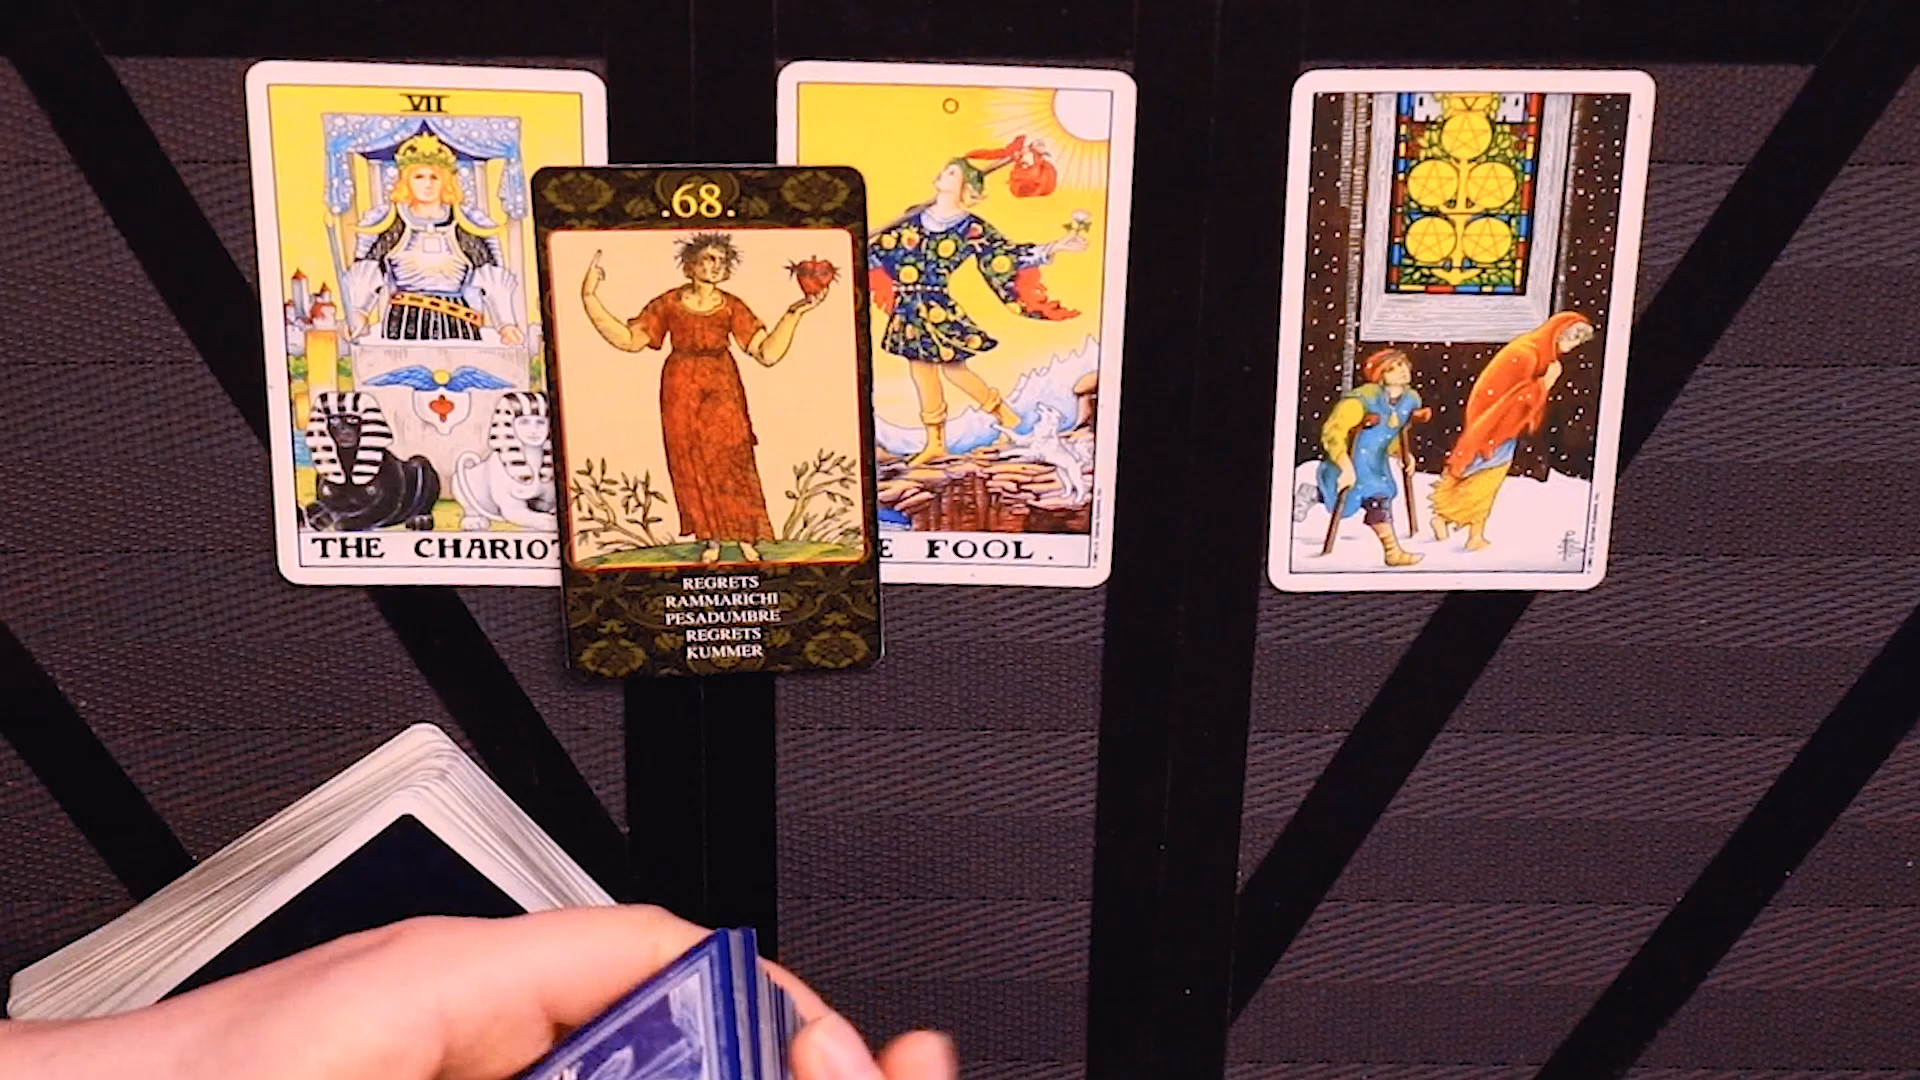 VII
THE CHARIOT
.68.
REGRETS
RAMMARICHI
PESADUMBRE
REGRETS
KUMMER
0
E FOOL.
V